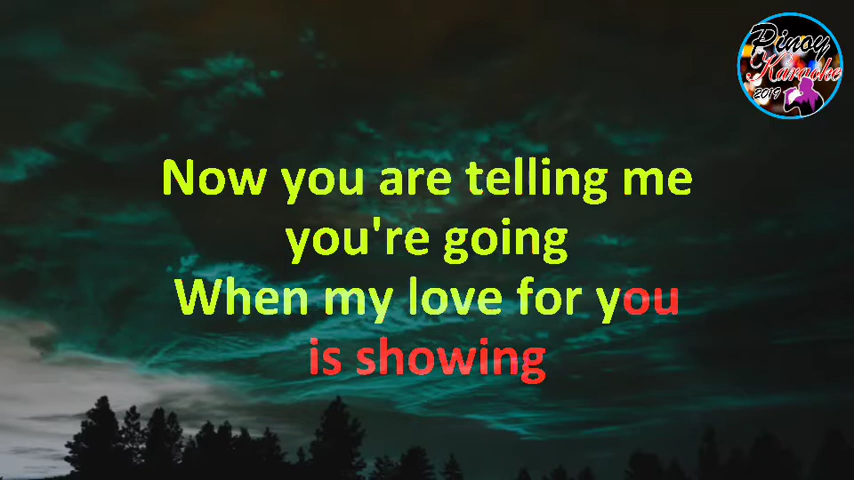 Pinoy
Karaoke
2019
Now you are telling me
you're going
When my love for you
is showing